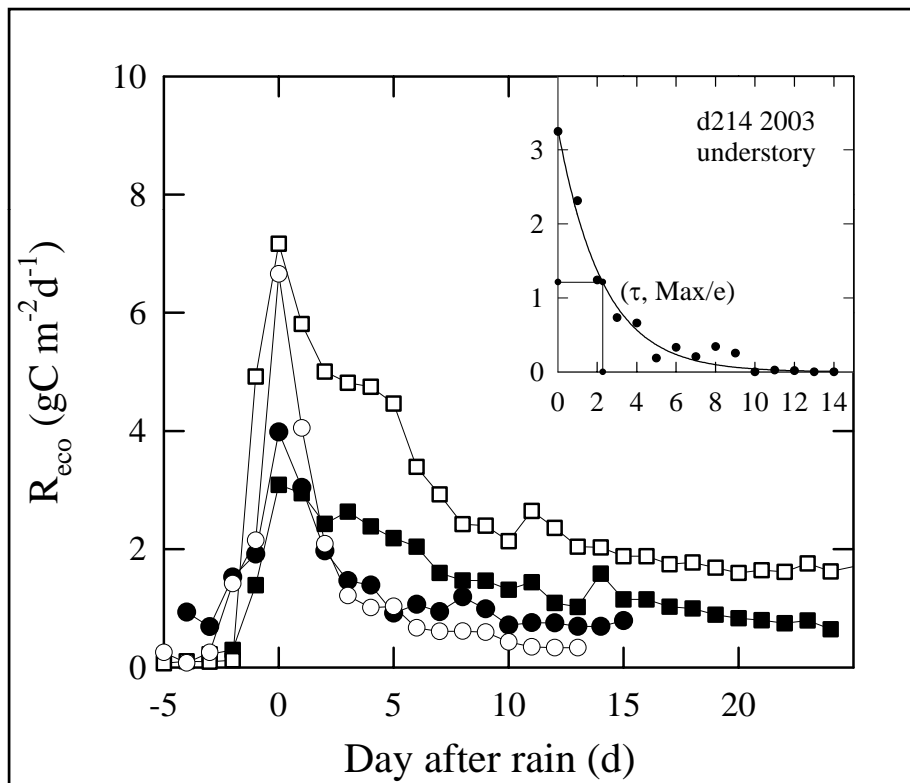 R_eco (gC m^-2 d^-1)
10
8
6
4
2
0
-5 0 5 10 15 20
Day after rain (d)
d214 2003
understory
3
2
1
0
(τ, Max/e)
0 2 4 6 8 10 12 14